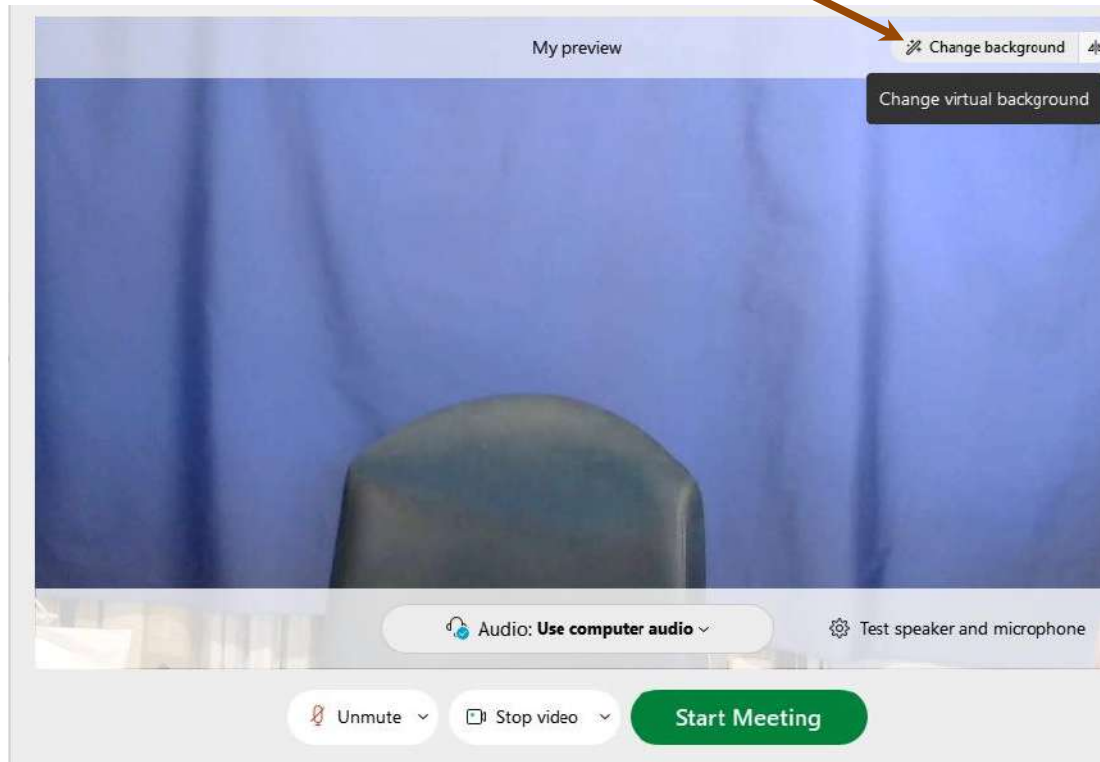 My preview
Change background
Change virtual background
Audio: Use computer audio
Test speaker and microphone
Unmute
Stop video
Start Meeting